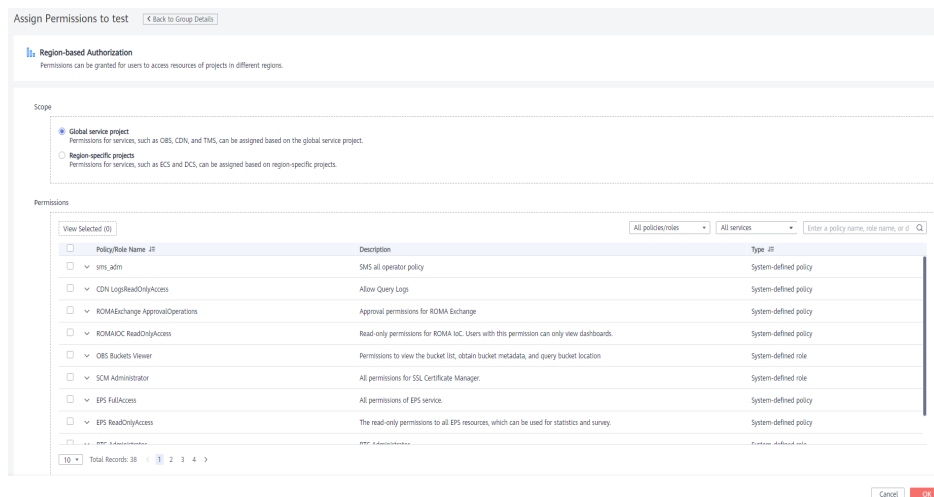 Assign Permissions to test
Back to Group Details
Region-based Authorization
Permissions can be granted for users to access resources of projects in different regions.
Scope
Global service project
Permissions for services, such as OBS, CDN, and TMS, can be assigned based on the global service project.
Region-specific projects
Permissions for services, such as ECS and DCS, can be assigned based on region-specific projects.
Permissions
View Selected (0) All policies/roles All services Enter a policy name, role name, or d
Policy/Role Name Description Type
sms_adm SMS all operator policy System-defined policy
CDN LogsReadOnlyAccess Allow Query Logs System-defined policy
ROMAExchange ApprovalOperations Approval permissions for ROMA Exchange System-defined policy
ROMAIOC ReadOnlyAccess Read-only permissions for ROMA IoC. Users with this permission can only view dashboards. System-defined policy
OBS Buckets Viewer Permissions to view the bucket list, obtain bucket metadata, and query bucket location System-defined role
SCM Administrator All permissions for SSL Certificate Manager. System-defined role
EPS FullAccess All permissions of EPS service. System-defined policy
EPS ReadOnlyAccess The read-only permissions to all EPS resources, which can be used for statistics and survey. System-defined policy
Administrator Administrator System-defined role
10 Total Records: 38 1 2 3 4
Cancel OK